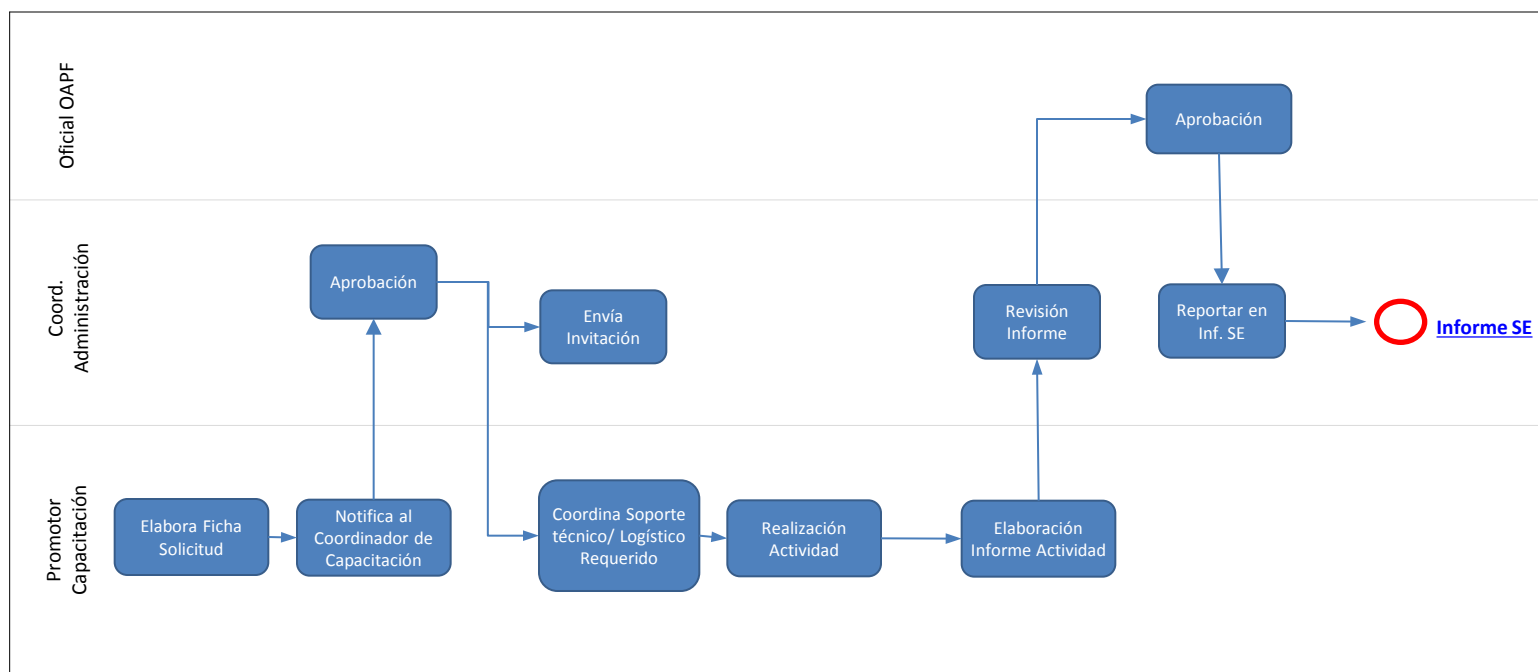 Oficial OAPF
Aprobación
Coord.
Administración
Aprobación
Envía
Invitación
Revisión
Informe
Reportar en
Inf. SE
Informe SE
Promotor
Capacitación
Elabora Ficha
Solicitud
Notifica al
Coordinador de
Capacitación
Coordina Soporte
técnico/ Logístico
Requerido
Realización
Actividad
Elaboración
Informe Actividad